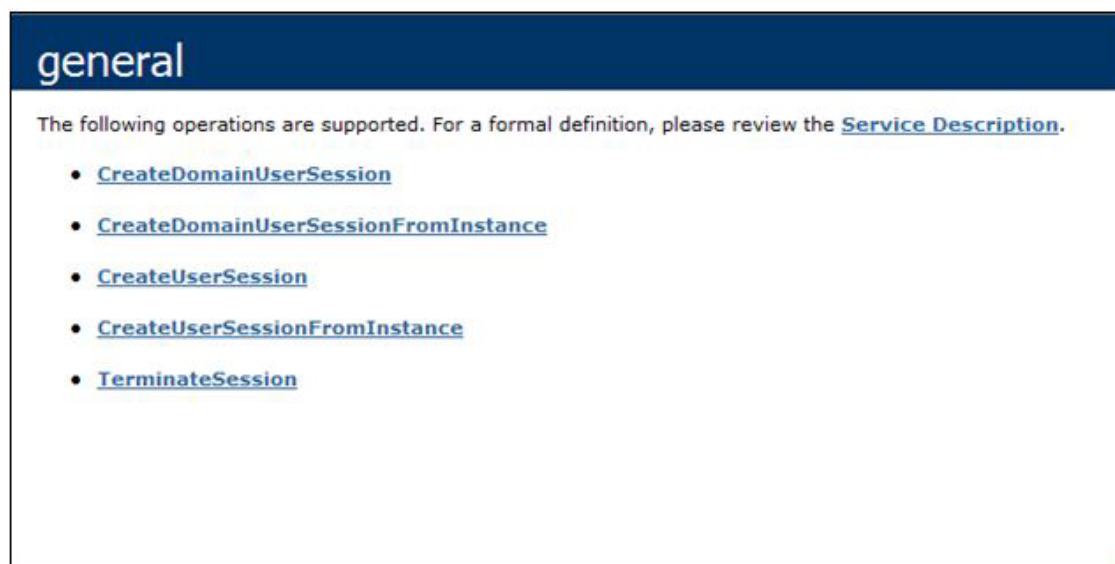 general
The following operations are supported. For a formal definition, please review the Service Description.
CreateDomainUserSession
CreateDomainUserSessionFromInstance
CreateUserSession
CreateUserSessionFromInstance
TerminateSession